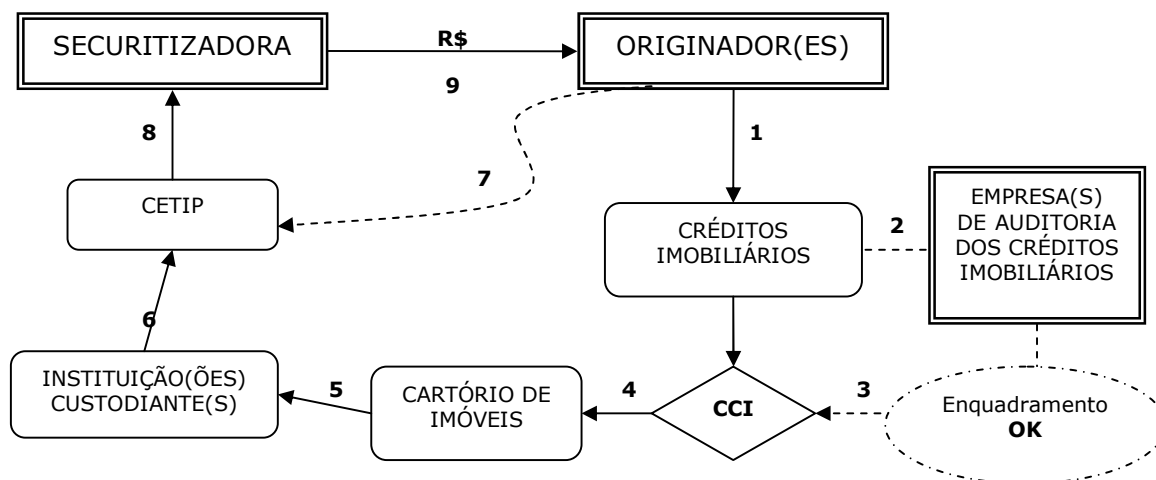 SECURITIZADORA
R$
ORIGINADOR(ES)
9
8
1
7
CETIP
CRÉDITOS
IMOBILIÁRIOS
2
EMPRESA(S)
DE AUDITORIA
DOS CRÉDITOS
IMOBILIÁRIOS
6
INSTITUIÇÃO(ÕES)
CUSTODIANTE(S)
5
CARTÓRIO DE
IMÓVEIS
4
CCI
3
Enquadramento
OK